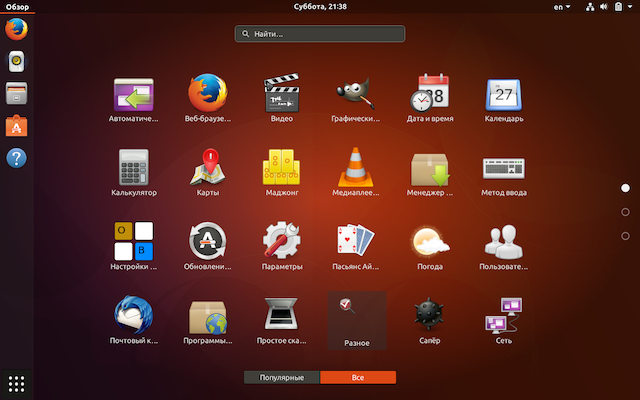 Обзор
Суббота, 21:38
en
Найти...
Автоматиче...
Веб-браузе...
Видео
Графически...
Дата и время
Календарь
Калькулятор
Карты
Маджонг
Медиаплее...
Менеджер ...
Метод ввода
Настройки ...
Обновлени...
Параметры
Пасьянс Ай...
Погода
Пользовате...
Почтовый к...
Программы...
Простое ска...
Разное
Сапёр
Сеть
Популярные
Все